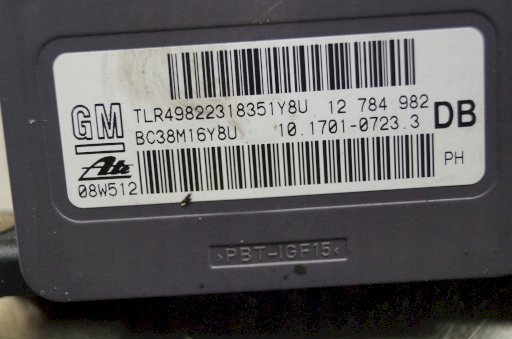 GM
TLR49822318351Y8U 12 784 982
BC38M16Y8U 10.1701-0723.3
DB
Ate
08W512
PH
>PBT-IGF15<